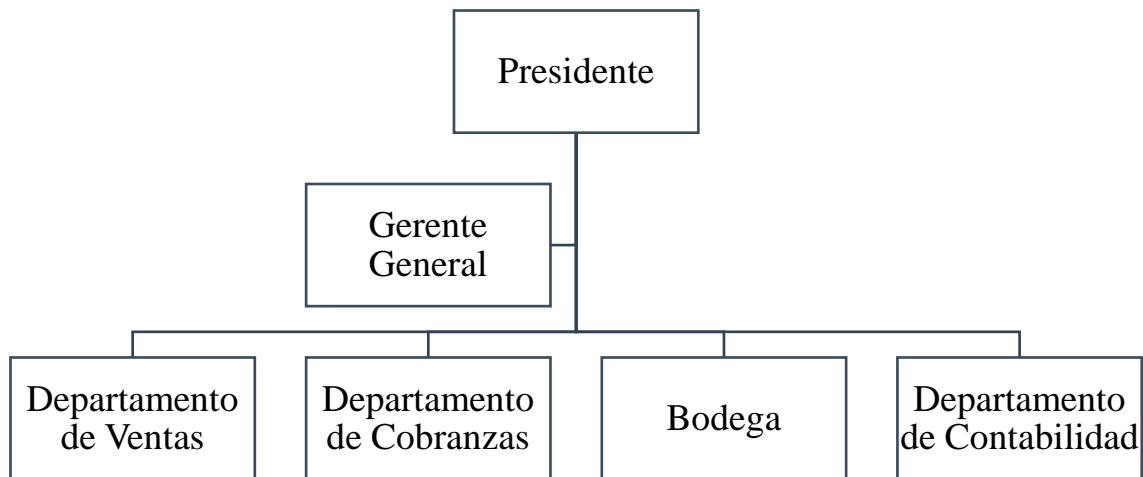 Presidente
Gerente
General
Departamento
de Ventas
Departamento
de Cobranzas
Bodega
Departamento
de Contabilidad